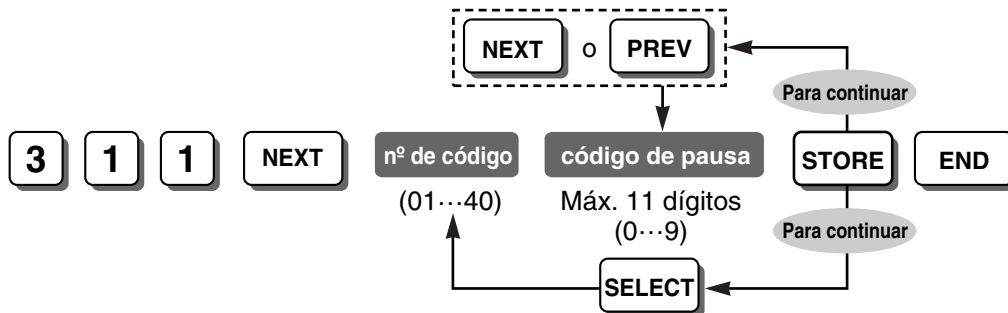 NEXT o PREV
Para continuar
3 1 1 NEXT nº de código código de pausa STORE END
(01···40) Máx. 11 dígitos
(0···9)
Para continuar
SELECT